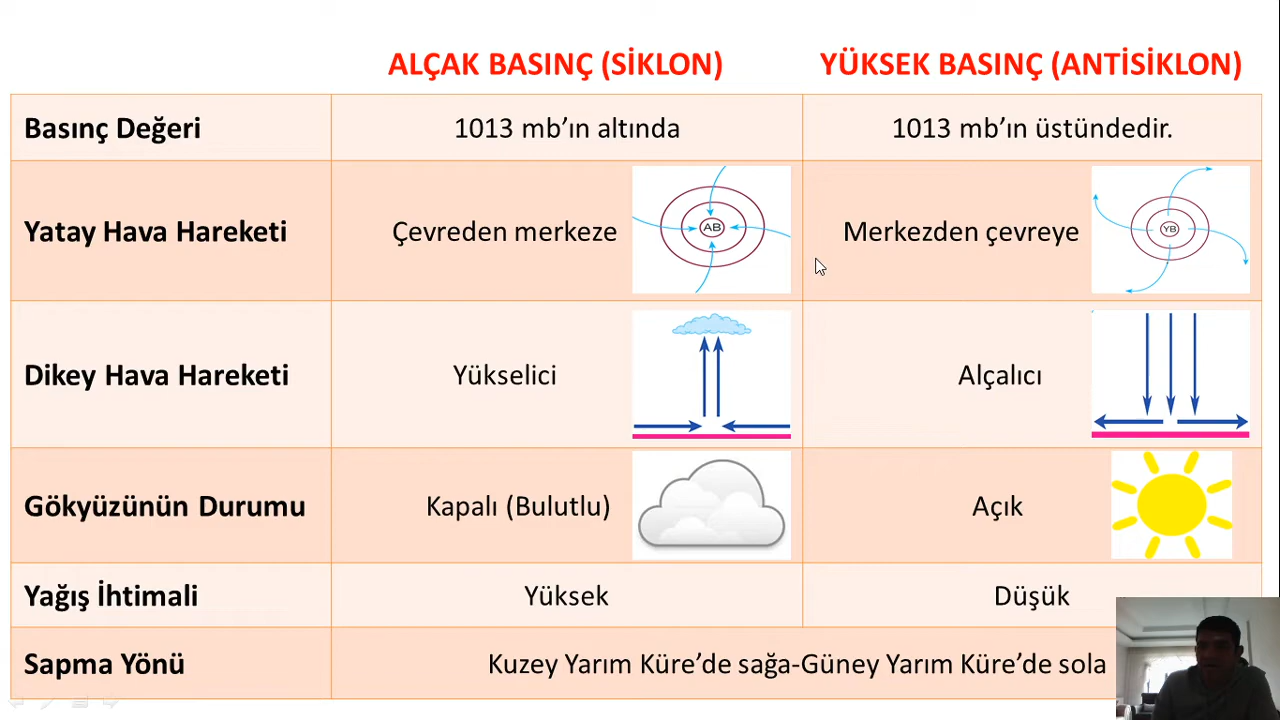 ALÇAK BASINÇ (SİKLON) YÜKSEK BASINÇ (ANTİSİKLON)
Basınç Değeri 1013 mb’ın altında 1013 mb’ın üstündedir.
Yatay Hava Hareketi Çevreden merkeze AB Merkezden çevreye YB
Dikey Hava Hareketi Yükselici Alçalıcı
Gökyüzünün Durumu Kapalı (Bulutlu) Açık
Yağış İhtimali Yüksek Düşük
Sapma Yönü Kuzey Yarım Küre’de sağa-Güney Yarım Küre’de sola